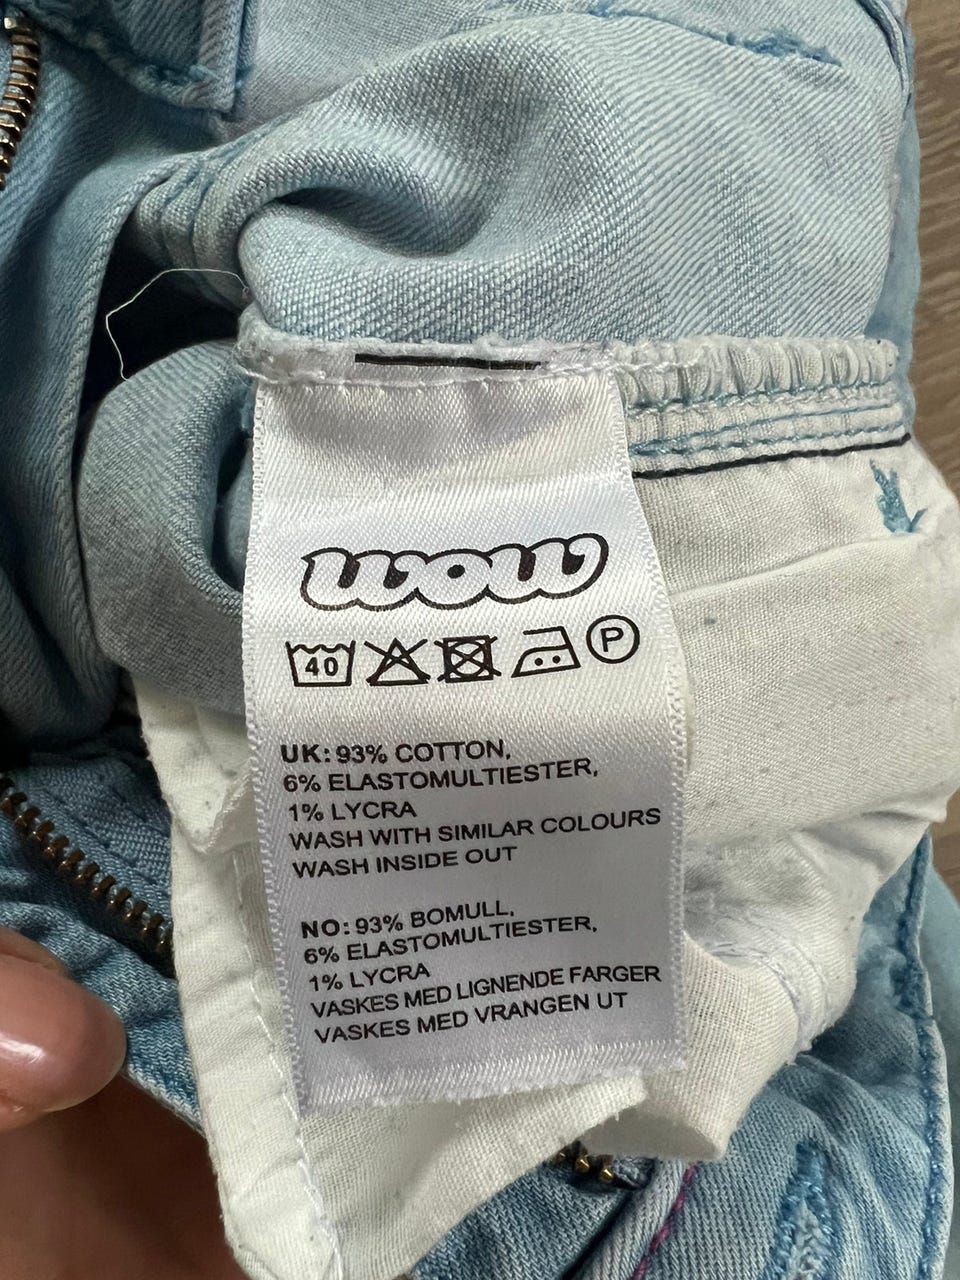 wow
40 P
UK: 93% COTTON,
6% ELASTOMULTIESTER,
1% LYCRA
WASH WITH SIMILAR COLOURS
WASH INSIDE OUT
NO: 93% BOMULL,
6% ELASTOMULTIESTER,
1% LYCRA
VASKES MED LIGNENDE FARGER
VASKES MED VRANGEN UT